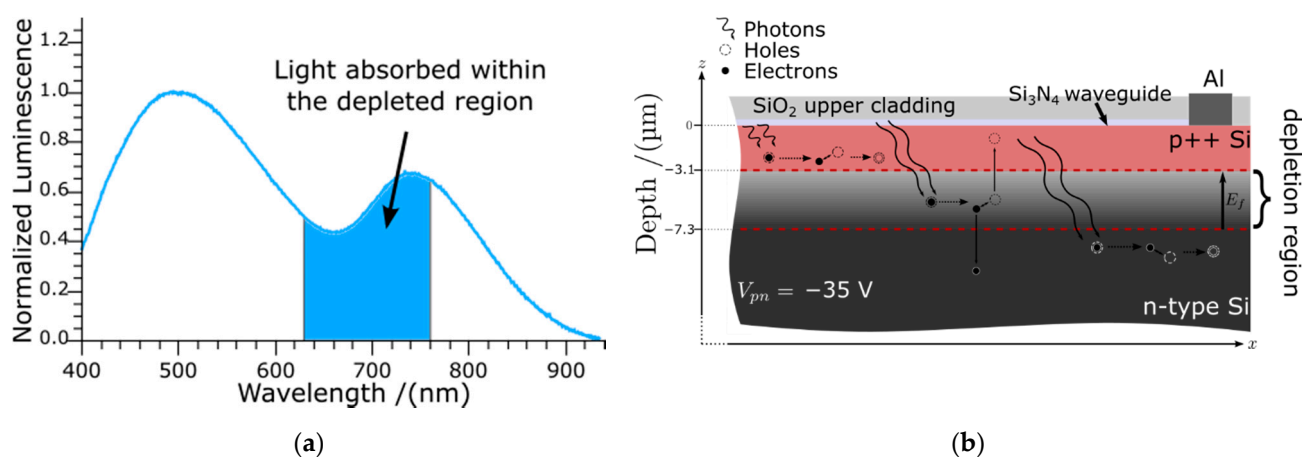 1.2
1.0
0.8
0.6
0.4
0.2
0.0
400
500
600
700
800
900
Normalized Luminescence
Wavelength /(nm)
Light absorbed within
the depleted region
(a)
Photons
Holes
Electrons
z
0
−3.1
−7.3
Depth /(μm)
SiO2 upper cladding
Si3N4 waveguide
Al
p++ Si
Ef
depletion region
Vpn = −35 V
n-type Si
x
(b)